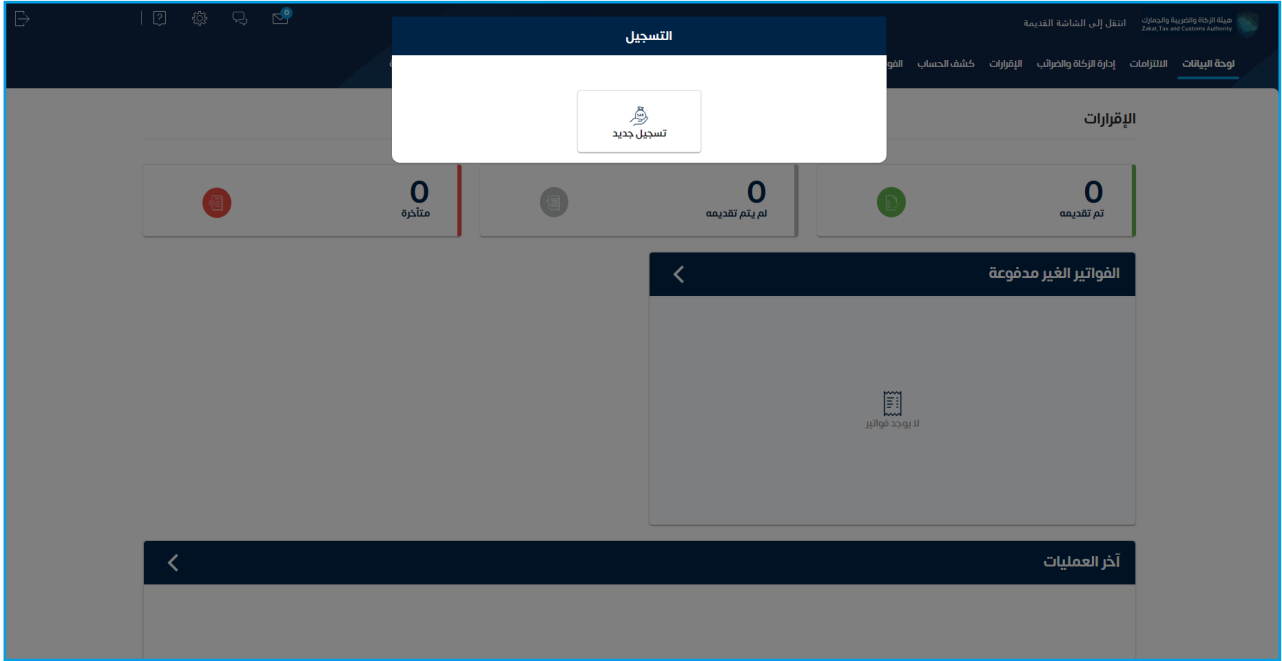 هيئة الزكاة والضريبة والجمارك
Zakat, Tax and Customs Authority
انتقل إلى الشاشة القديمة
0
?
لوحة البيانات
الالتزامات
إدارة الزكاة والضرائب
الإقرارات
كشف الحساب
التسجيل
SAR
تسجيل جديد
الإقرارات
0
تم تقديمه
0
لم يتم تقديمه
0
متأخرة
الفواتير الغير مدفوعة
لا يوجد فواتير
آخر العمليات